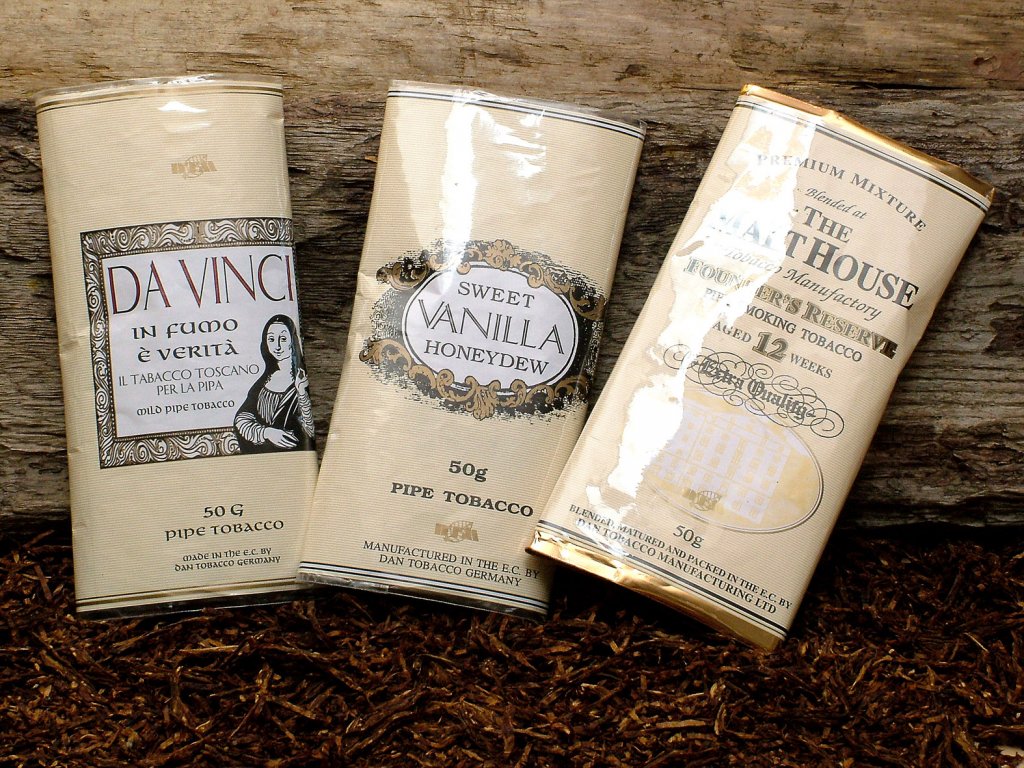 DA VINCI
IN FUMO
È VERITÀ
IL TABACCO TOSCANO
PER LA PIPA
MILD PIPE TOBACCO
50 G
PIPE TOBACCO
MADE IN THE E.C. BY
DAN TOBACCO GERMANY
SWEET
VANILLA
HONEYDEW
50g
PIPE TOBACCO
MANUFACTURED IN THE E.C. BY
DAN TOBACCO GERMANY
PREMIUM MIXTURE
Blended at
THE
HOUSE
Tobacco Manufactory
FOUNDER'S RESERVE
SMOKING TOBACCO
AGED 12 WEEKS
Extra Quality
50g
BLENDED, MATURED AND PACKED IN THE E.C. BY
DAN TOBACCO MANUFACTURING LTD